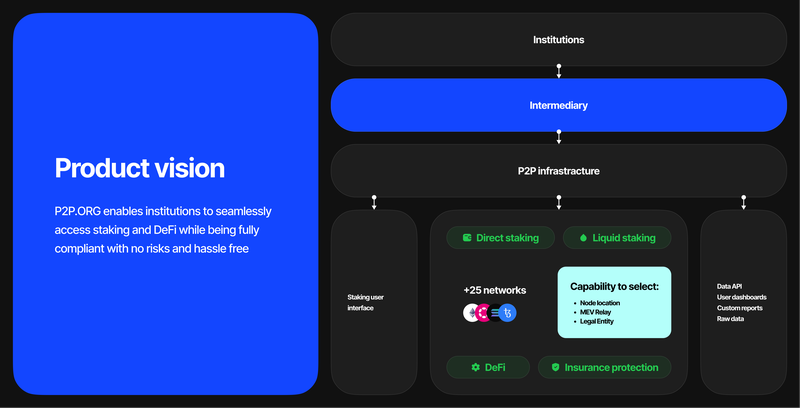 Product vision
P2P.ORG enables institutions to seamlessly
access staking and DeFi while being fully
compliant with no risks and hassle free
Institutions
Intermediary
P2P infrastracture
Staking user
interface
Direct staking
Liquid staking
+25 networks
Capability to select:
• Node location
• MEV Relay
• Legal Entity
DeFi
Insurance protection
Data API
User dashboards
Custom reports
Raw data